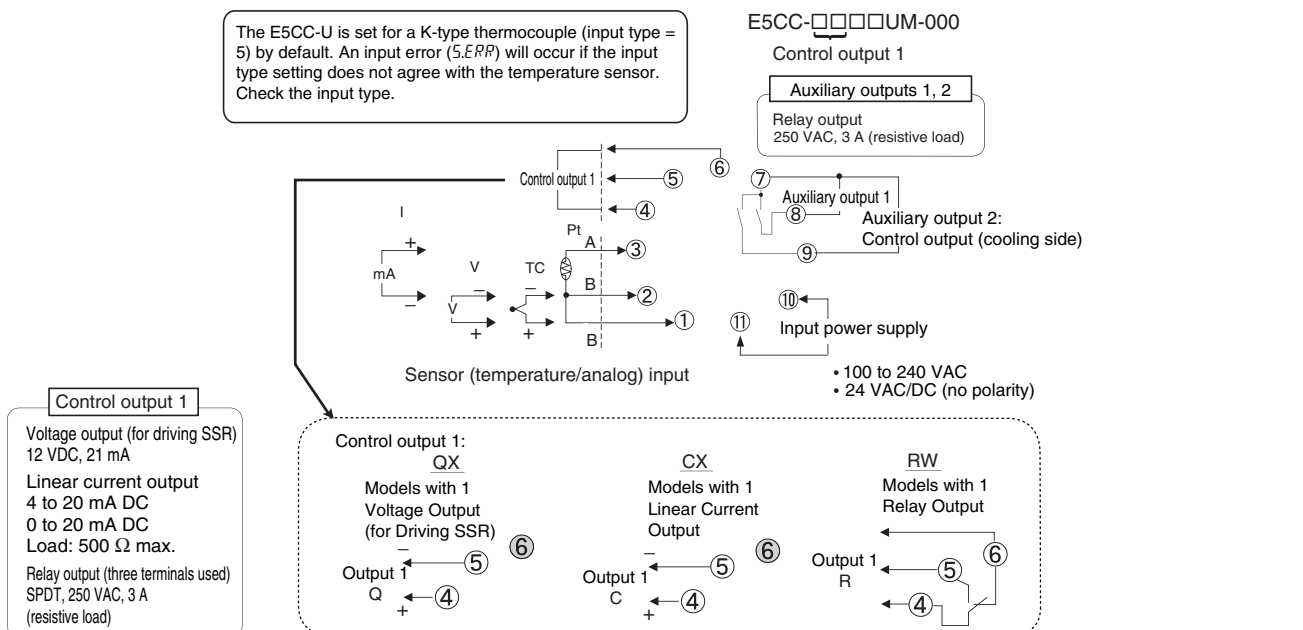 The E5CC-U is set for a K-type thermocouple (input type =
5) by default. An input error (S.ERR) will occur if the input
type setting does not agree with the temperature sensor.
Check the input type.
E5CC-□□□□UM-000
Control output 1
Auxiliary outputs 1, 2
Relay output
250 VAC, 3 A (resistive load)
Control output 1
⑥
⑤
④
I
+
mA
−
V
−
V
+
TC
−
+
Pt
A
③
B
②
①
B
Sensor (temperature/analog) input
⑦
Auxiliary output 1
⑧
Auxiliary output 2:
Control output (cooling side)
⑨
⑩
⑪
Input power supply
• 100 to 240 VAC
• 24 VAC/DC (no polarity)
Control output 1
Voltage output (for driving SSR)
12 VDC, 21 mA
Linear current output
4 to 20 mA DC
0 to 20 mA DC
Load: 500 Ω max.
Relay output (three terminals used)
SPDT, 250 VAC, 3 A
(resistive load)
Control output 1:
QX
Models with 1
Voltage Output
(for Driving SSR)
⑥
−
⑤
Output 1
Q
④
+
CX
Models with 1
Linear Current
Output
⑥
−
⑤
Output 1
C
④
+
RW
Models with 1
Relay Output
⑥
Output 1
R
⑤
④